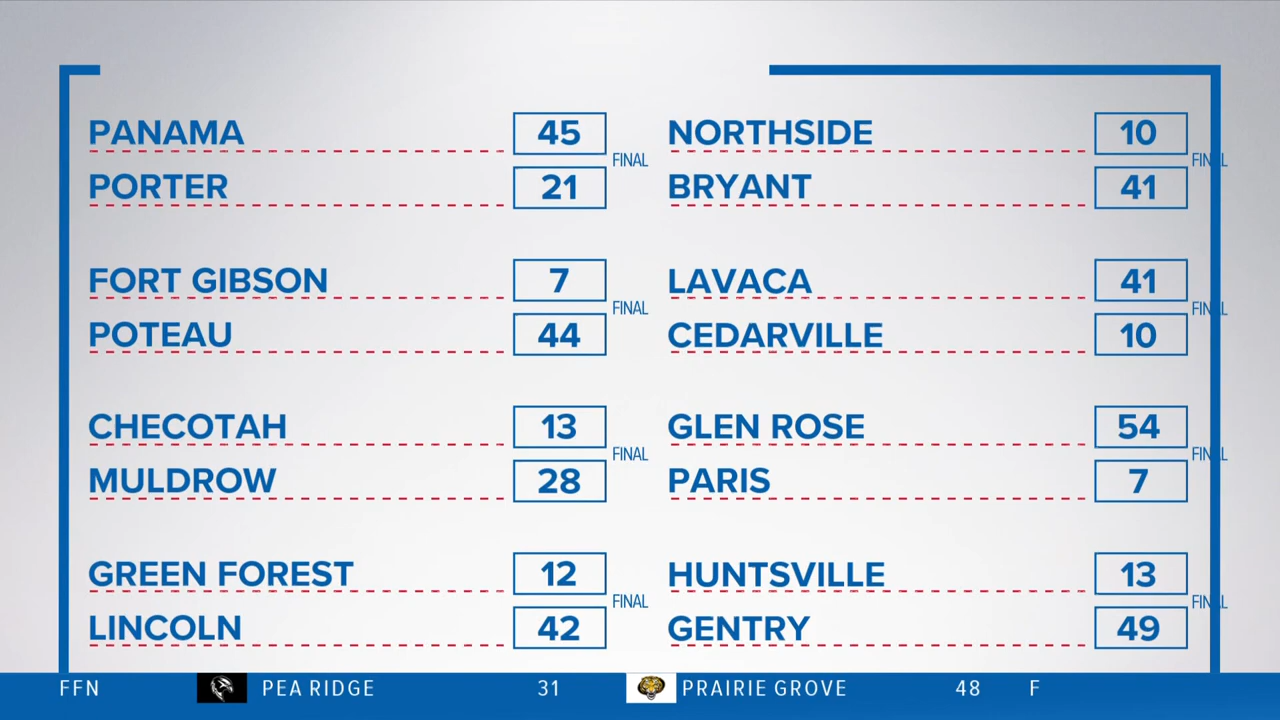 PANAMA 45
FINAL
PORTER 21
FORT GIBSON 7
FINAL
POTEAU 44
CHECOTAH 13
FINAL
MULDROW 28
GREEN FOREST 12
FINAL
LINCOLN 42
NORTHSIDE 10
FINAL
BRYANT 41
LAVACA 41
FINAL
CEDARVILLE 10
GLEN ROSE 54
FINAL
PARIS 7
HUNTSVILLE 13
FINAL
GENTRY 49
FFN PEA RIDGE 31 PRAIRIE GROVE 48 F